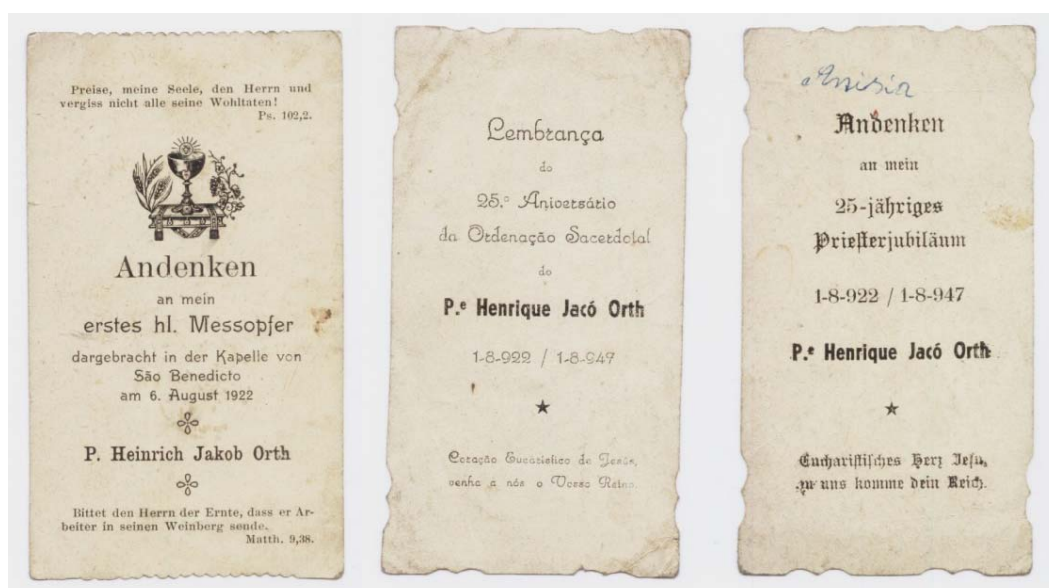 Preise, meine Seele, den Herrn und
vergiss nicht alle seine Wohltaten!
Ps. 102,2.
Andenken
an mein
erstes hl. Messopfer
dargebracht in der Kapelle von
São Benedicto
am 6. August 1922
P. Heinrich Jakob Orth
Bittet den Herrn der Ernte, dass er Ar-
beiter in seinen Weinberg sende.
Matth. 9,38.
Lembrança
do
25.º Aniversário
da Ordenação Sacerdotal
do
P.e Henrique Jacó Orth
1-8-922 / 1-8-947
Coração Eucarístico de Jesús,
venha a nós o Vosso Reino.
Anisia
Andenken
an mein
25-jähriges
Priesterjubiläum
1-8-922 / 1-8-947
P.e Henrique Jacó Orth
Eucharistisches Herz Jesu,
zu uns komme dein Reich.